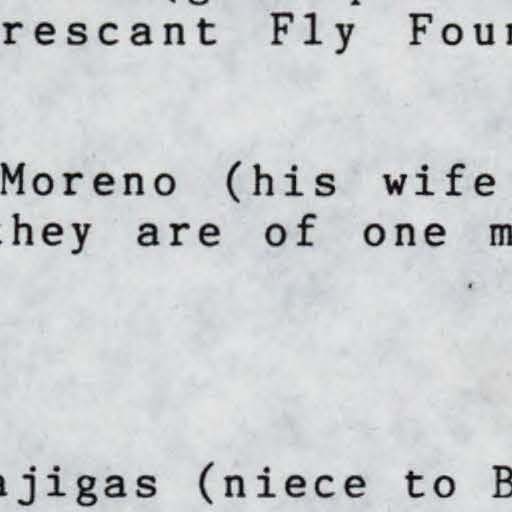 rescant Fly Four
Moreno (his wife
they are of one m
ajigas (niece to B